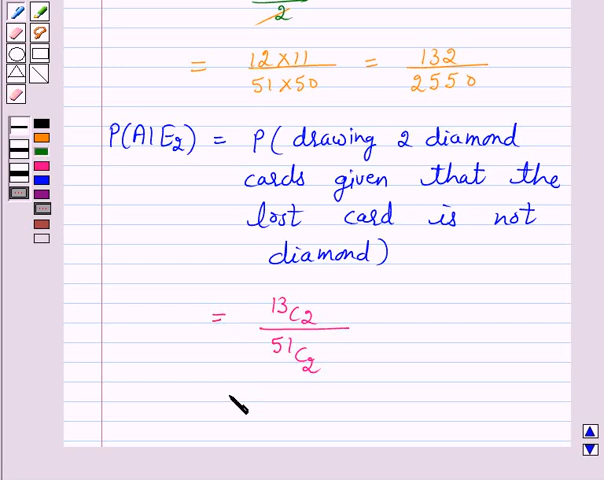 2
= 12 × 11 / 51 × 50 = 132 / 2550
P(A|E₂) = P( drawing 2 diamond
cards given that the
lost card is not
diamond)
= ¹³C₂ / ⁵¹C₂